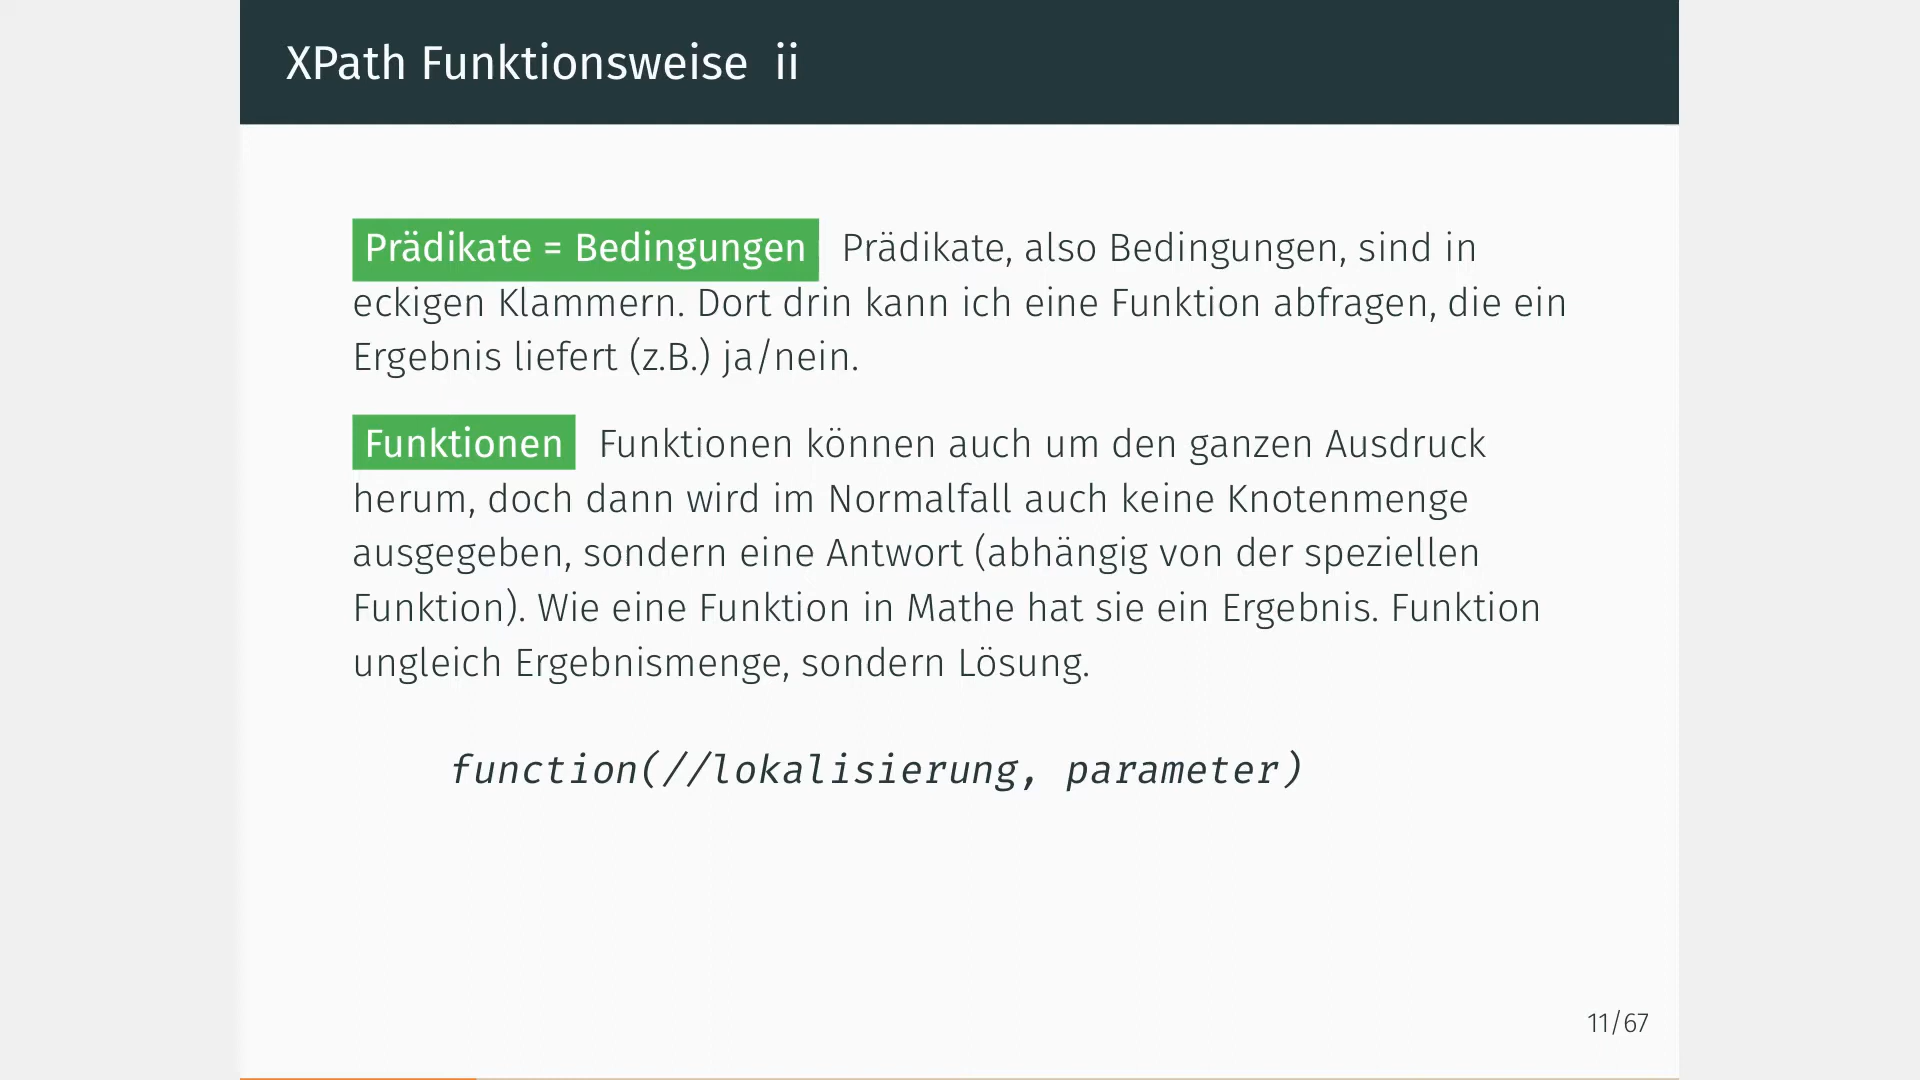 XPath Funktionsweise ii
Prädikate = Bedingungen Prädikate, also Bedingungen, sind in
eckigen Klammern. Dort drin kann ich eine Funktion abfragen, die ein
Ergebnis liefert (z.B.) ja/nein.
Funktionen Funktionen können auch um den ganzen Ausdruck
herum, doch dann wird im Normalfall auch keine Knotenmenge
ausgegeben, sondern eine Antwort (abhängig von der speziellen
Funktion). Wie eine Funktion in Mathe hat sie ein Ergebnis. Funktion
ungleich Ergebnismenge, sondern Lösung.
function(//lokalisierung, parameter)
11/67